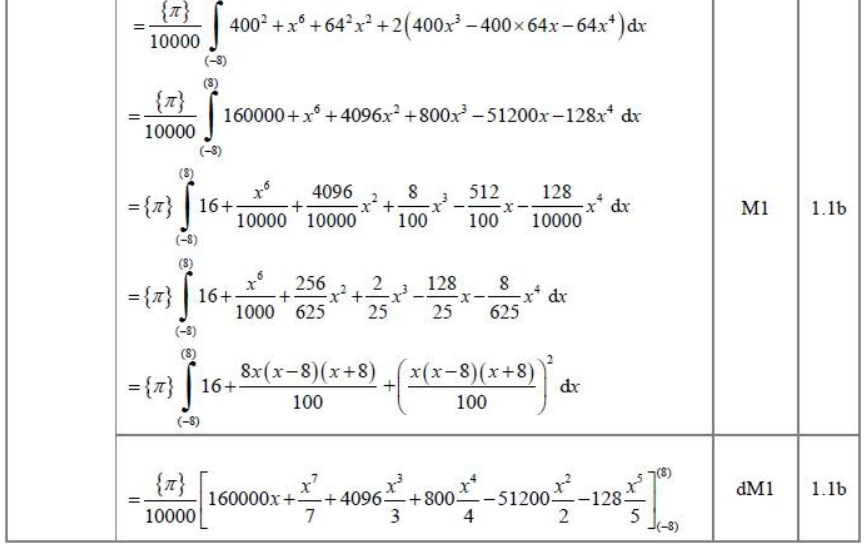 = {π}/10000 ∫_(−8) 400² + x⁶ + 64²x² + 2(400x³ − 400×64x − 64x⁴)dx
= {π}/10000 ∫_(−8)^(8) 160000 + x⁶ + 4096x² + 800x³ − 51200x − 128x⁴ dx
= {π} ∫_(−8)^(8) 16 + x⁶/10000 + 4096/10000 x² + 8/100 x³ − 512/100 x − 128/10000 x⁴ dx M1 1.1b
= {π} ∫_(−8)^(8) 16 + x⁶/1000 + 256/625 x² + 2/25 x³ − 128/25 x − 8/625 x⁴ dx
= {π} ∫_(−8)^(8) 16 + 8x(x−8)(x+8)/100 + (x(x−8)(x+8)/100)² dx
= {π}/10000 [160000x + x⁷/7 + 4096 x³/3 + 800 x⁴/4 − 51200 x²/2 − 128 x⁵/5]_(−8)^(8) dM1 1.1b